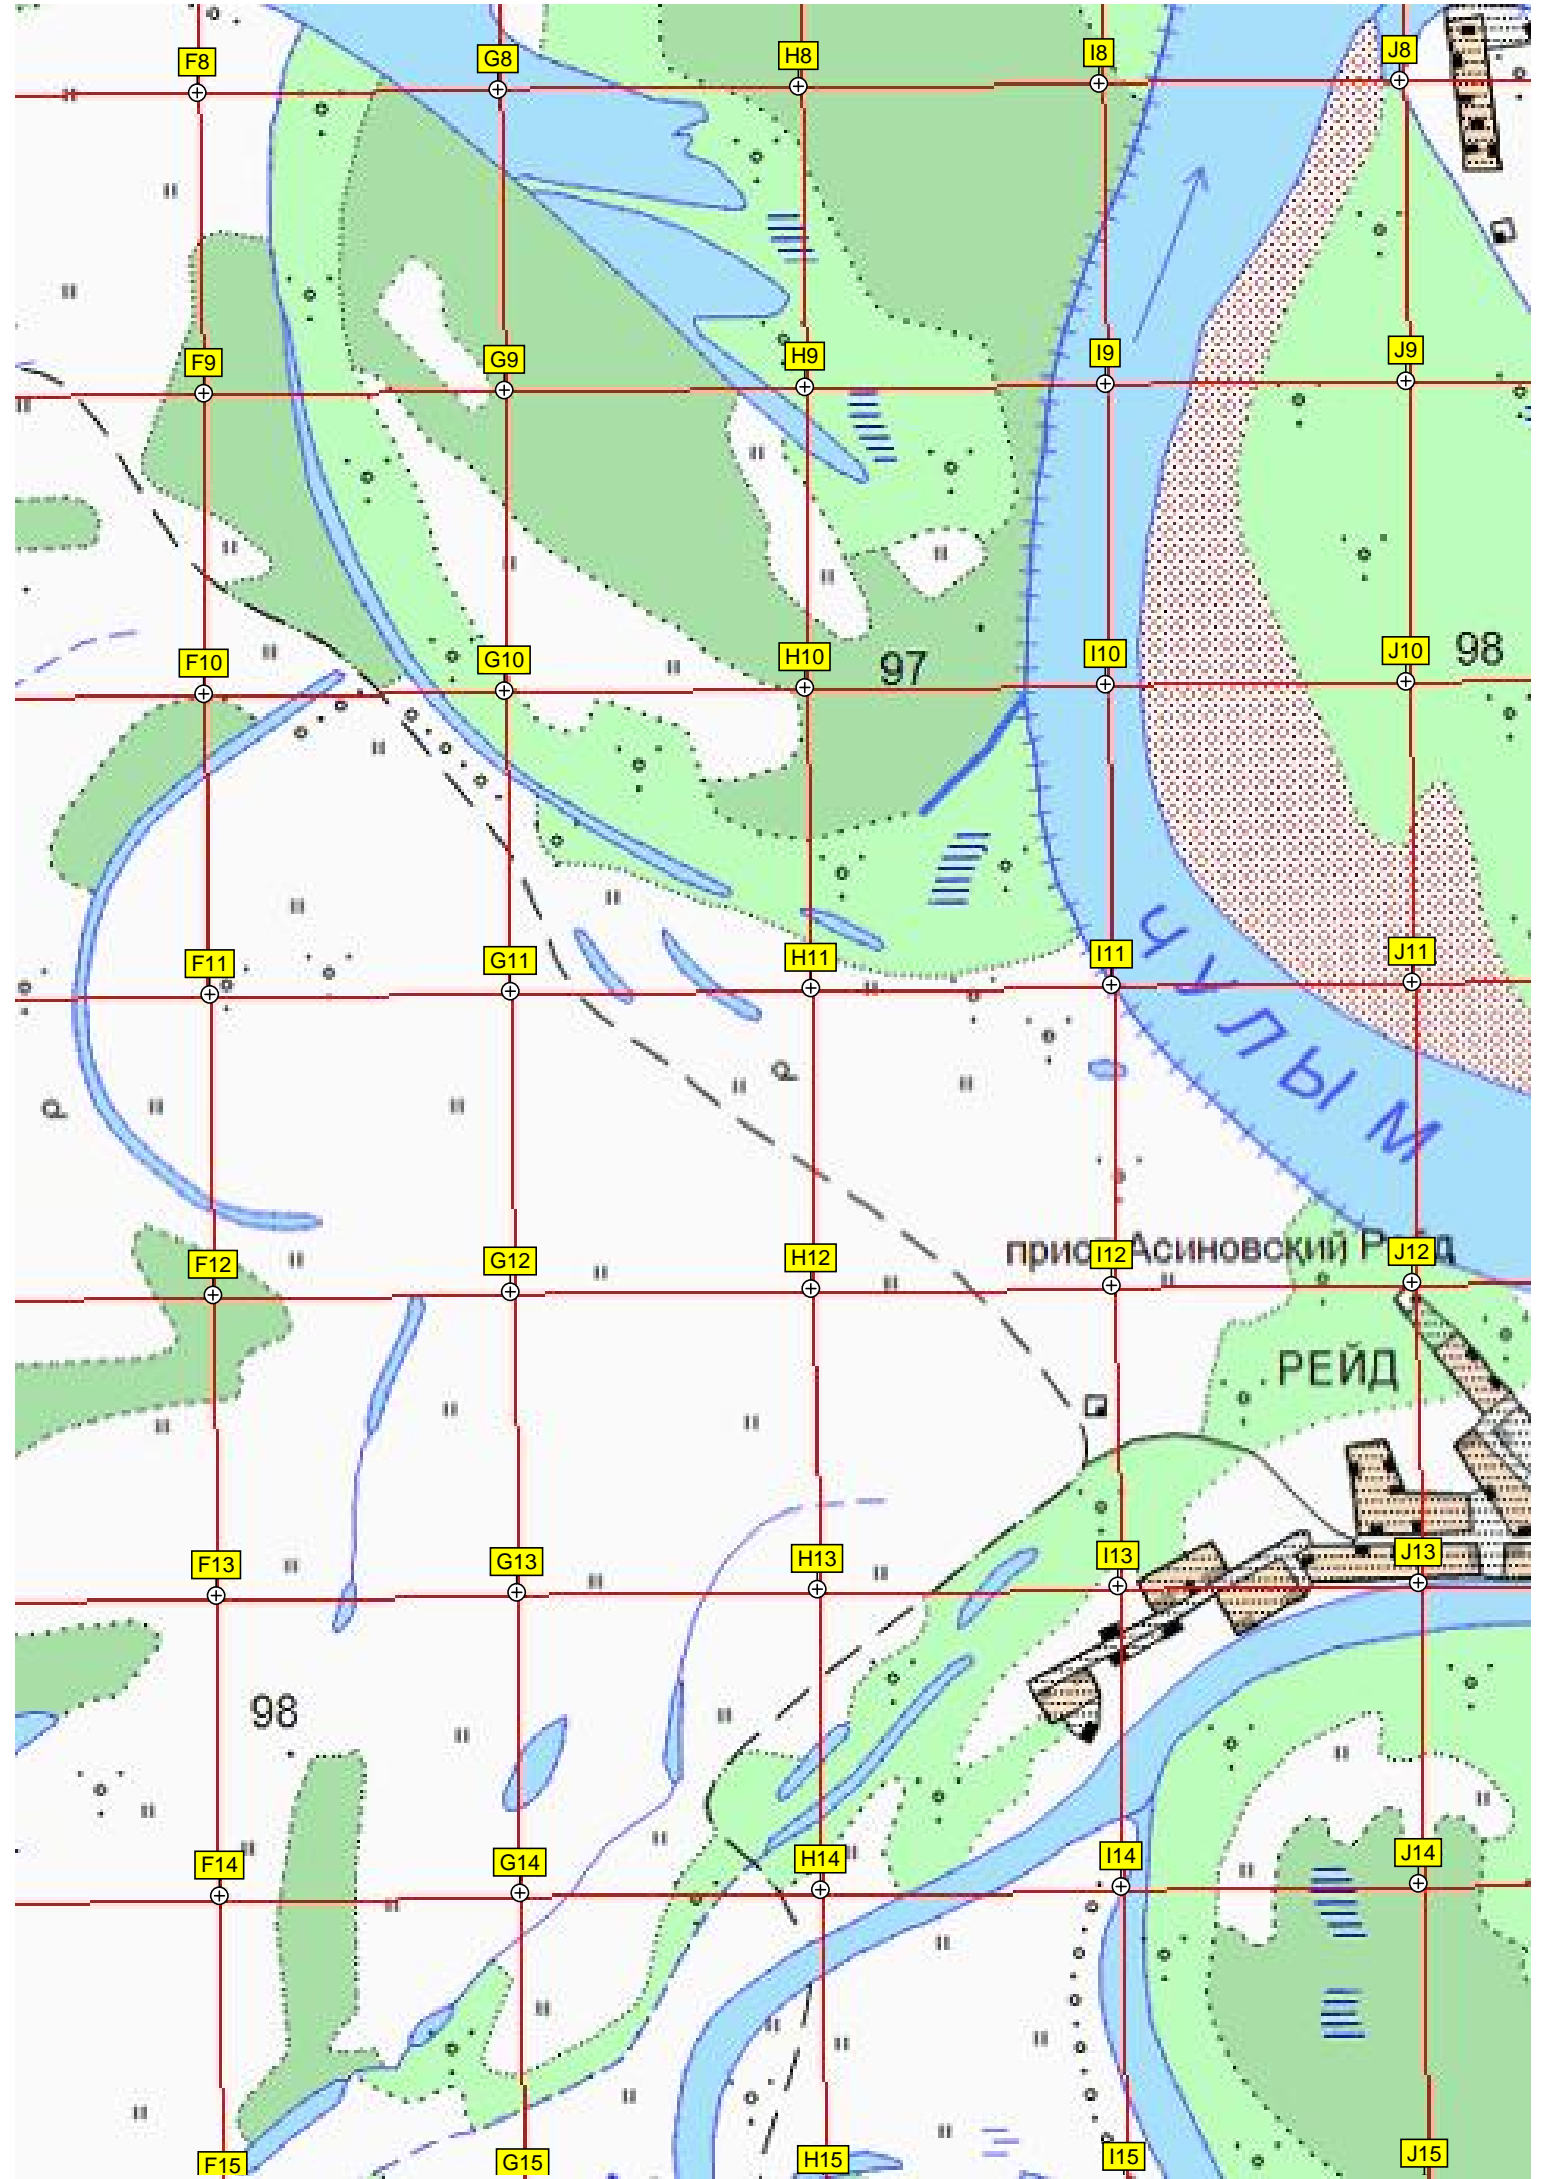 F8 G8 H8 I8 J8
F9 G9 H9 I9 J9
F10 G10 H10 97 I10 J10 98
F11 G11 H11 I11 J11
ЧУЛЫМ
р
р
прист Асиновский Рейд
F12 G12 H12 I12 J12
РЕЙД
F13 G13 H13 I13 J13
98
F14 G14 H14 I14 J14
F15 G15 H15 I15 J15